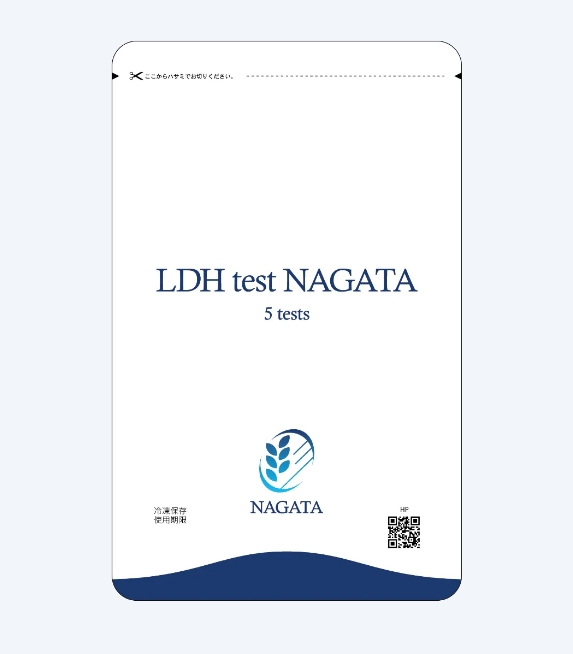 ここからハサミでお切りください。
LDH test NAGATA
5 tests
NAGATA
冷凍保存
使用期限
HP